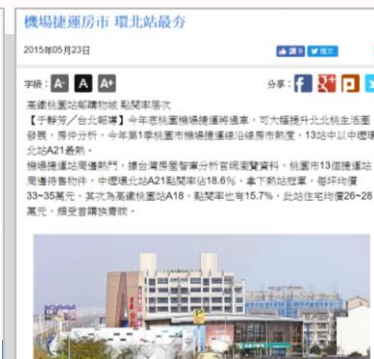 機場捷運房市 環北站最夯
2015年05月23日
讚 0 推文
字級： A- A A+
分享：
高鐵桃園站郵購物城 點閱率居次
【于靜芳／台北報導】今年底桃園機場捷運將通車，可大幅提升北北桃生活圈
發展，房仲分析，今年第1季桃園市機場捷運線沿線房市熱度，13站中以中壢環
北站A21最熱。
機場捷運站周邊熱門，據台灣房屋智庫分析官網瀏覽資料，桃園市13個捷運站
周邊待售物件，中壢環北站A21點閱率佔18.6%，拿下熱站冠軍，每坪均價
33~35萬元，其次為高鐵桃園站A18，點閱率也有15.7%，此站住宅均價26~28
萬元，頗受首購族青睞。